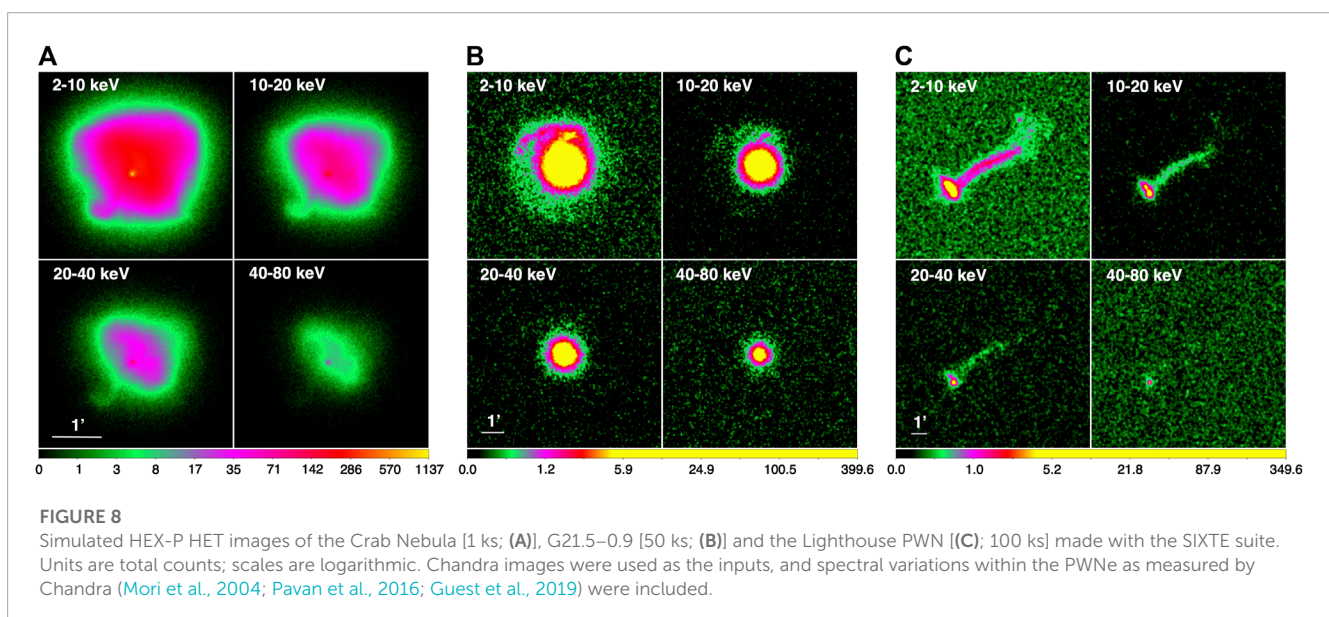 A
B
C
2-10 keV
10-20 keV
2-10 keV
10-20 keV
2-10 keV
10-20 keV
20-40 keV
40-80 keV
20-40 keV
40-80 keV
20-40 keV
40-80 keV
1'
1'
1'
0 1 3 8 17 35 71 142 286 570 1137
0.0 1.2 5.9 24.9 100.5 399.6
0.0 1.0 5.2 21.8 87.9 349.6
FIGURE 8
Simulated HEX-P HET images of the Crab Nebula [1 ks; (A)], G21.5–0.9 [50 ks; (B)] and the Lighthouse PWN [(C); 100 ks] made with the SIXTE suite.
Units are total counts; scales are logarithmic. Chandra images were used as the inputs, and spectral variations within the PWNe as measured by
Chandra (Mori et al., 2004; Pavan et al., 2016; Guest et al., 2019) were included.